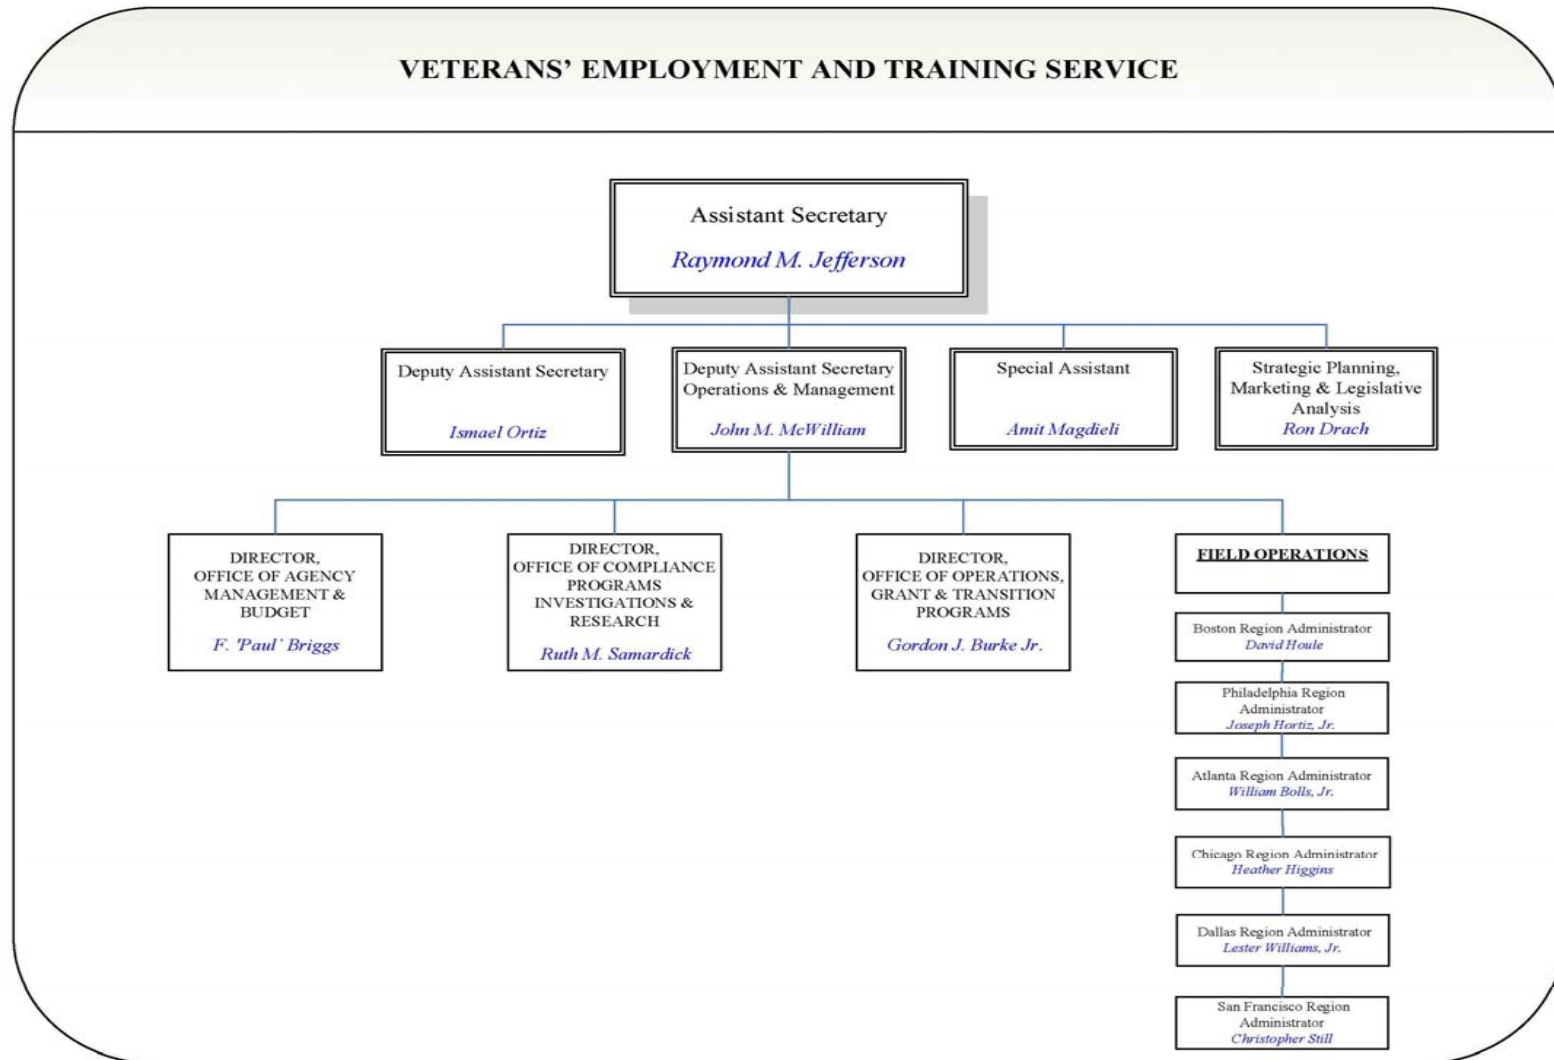 VETERANS’ EMPLOYMENT AND TRAINING SERVICE
Assistant Secretary
Raymond M. Jefferson
Deputy Assistant Secretary
Ismael Ortiz
Deputy Assistant Secretary
Operations & Management
John M. McWilliam
Special Assistant
Amit Magdieli
Strategic Planning,
Marketing & Legislative
Analysis
Ron Drach
DIRECTOR,
OFFICE OF AGENCY
MANAGEMENT &
BUDGET
F. 'Paul' Briggs
DIRECTOR,
OFFICE OF COMPLIANCE
PROGRAMS
INVESTIGATIONS &
RESEARCH
Ruth M. Samardick
DIRECTOR,
OFFICE OF OPERATIONS,
GRANT & TRANSITION
PROGRAMS
Gordon J. Burke Jr.
FIELD OPERATIONS
Boston Region Administrator
David Houle
Philadelphia Region
Administrator
Joseph Hortiz, Jr.
Atlanta Region Administrator
William Bolls, Jr.
Chicago Region Administrator
Heather Higgins
Dallas Region Administrator
Lester Williams, Jr.
San Francisco Region
Administrator
Christopher Still